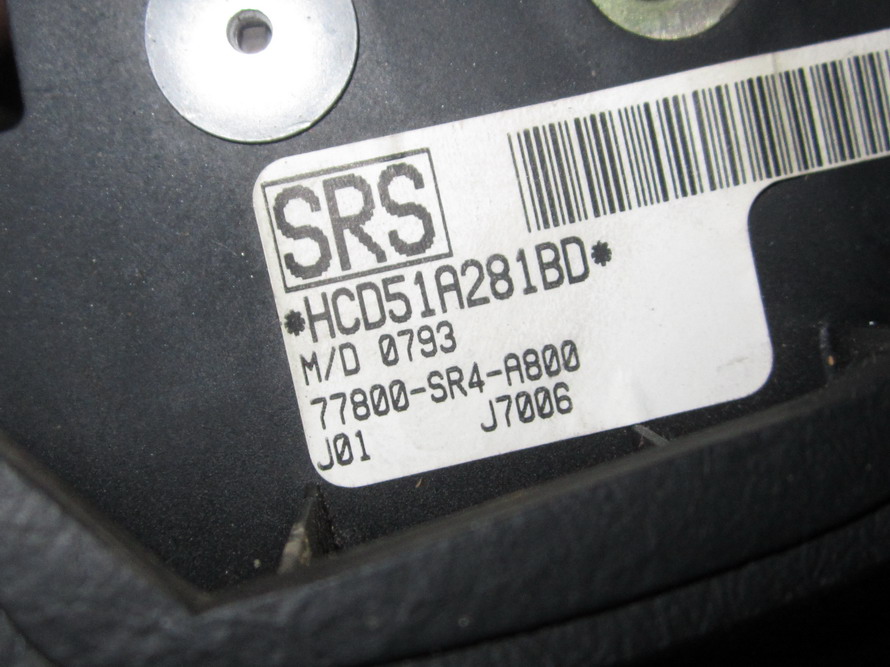 SRS
*HCD51A281BD*
M/D 0793
77800-SR4-A800
J01 J7006